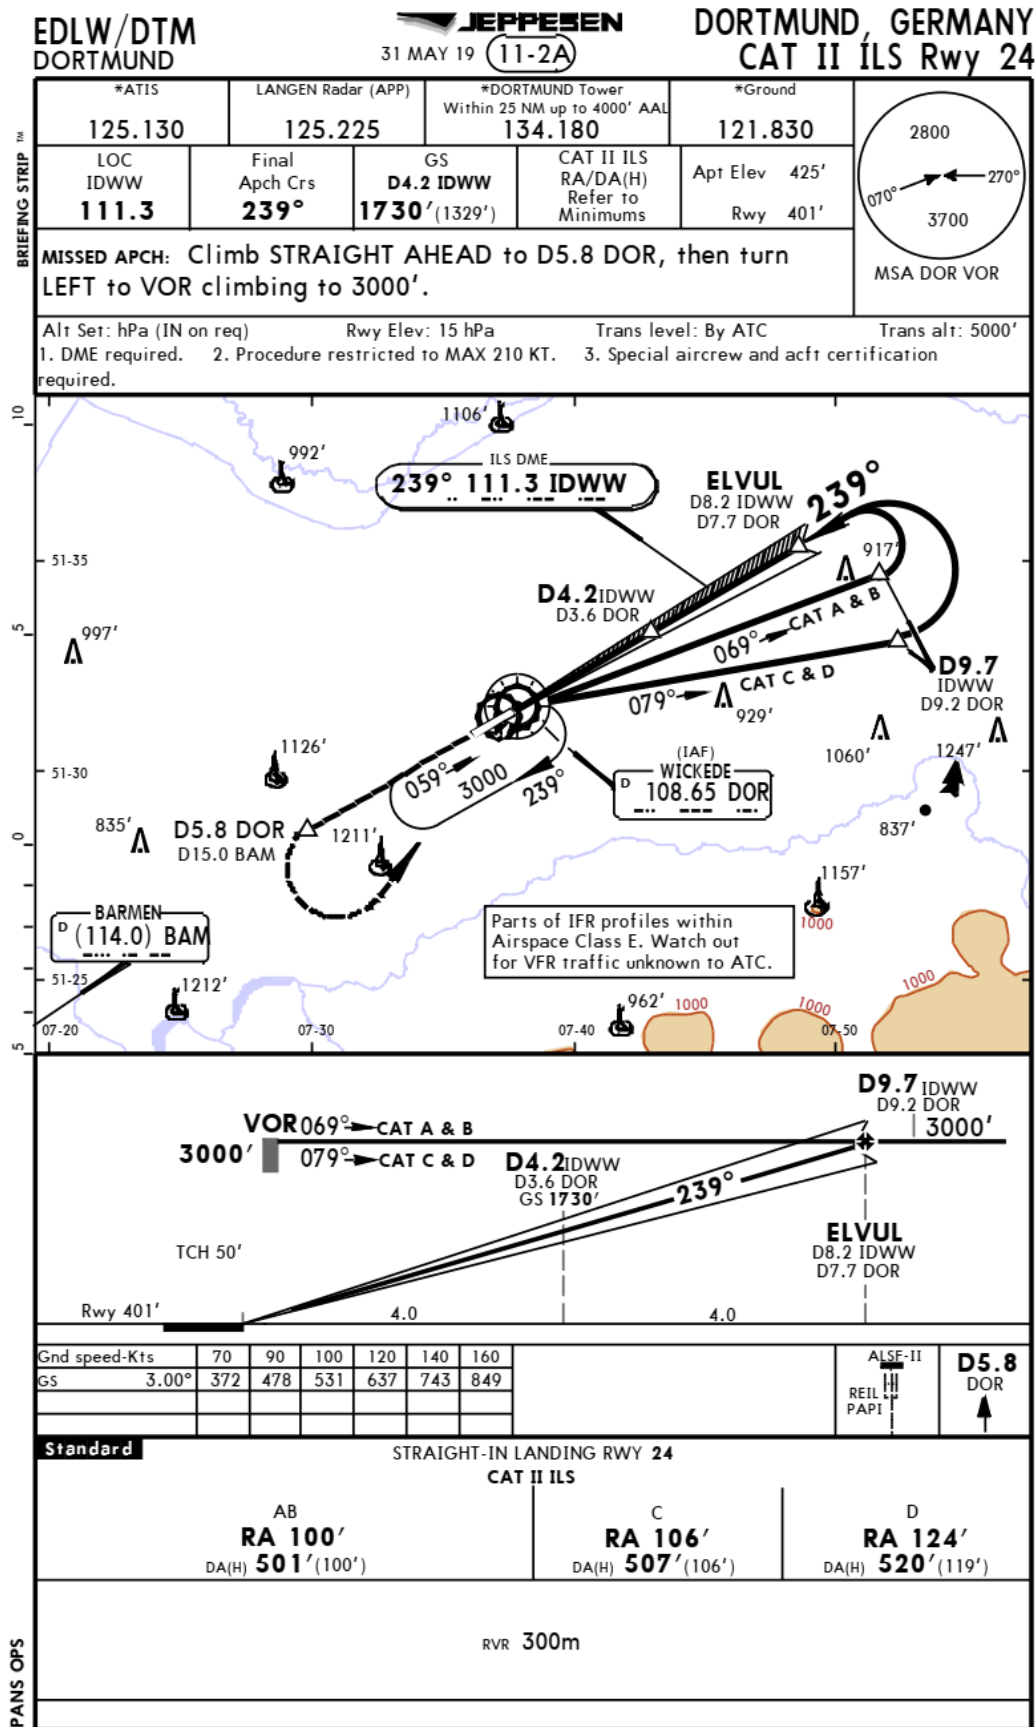 EDLW/DTM
DORTMUND
JEPPESEN
31 MAY 19
11-2A
DORTMUND, GERMANY
CAT II ILS Rwy 24
BRIEFING STRIP TM
*ATIS
125.130
LANGEN Radar (APP)
125.225
*DORTMUND Tower
Within 25 NM up to 4000' AAL
134.180
*Ground
121.830
LOC
IDWW
111.3
Final
Apch Crs
239°
GS
D4.2 IDWW
1730'(1329')
CAT II ILS
RA/DA(H)
Refer to
Minimums
Apt Elev 425'
Rwy 401'
2800
070°
270°
3700
MSA DOR VOR
MISSED APCH: Climb STRAIGHT AHEAD to D5.8 DOR, then turn
LEFT to VOR climbing to 3000'.
Alt Set: hPa (IN on req) Rwy Elev: 15 hPa Trans level: By ATC Trans alt: 5000'
1. DME required. 2. Procedure restricted to MAX 210 KT. 3. Special aircrew and acft certification
required.
10
1106'
992'
ILS DME
239° 111.3 IDWW
ELVUL
D8.2 IDWW
D7.7 DOR
239°
51-35
917'
D4.2 IDWW
D3.6 DOR
5
997'
069°
CAT A & B
079°
CAT C & D
D9.7
IDWW
D9.2 DOR
929'
1060'
1247'
1126'
51-30
059°
3000
239°
(IAF)
WICKEDE
D 108.65 DOR
837'
0
835'
D5.8 DOR
D15.0 BAM
1211'
1157'
1000
BARMEN
D (114.0) BAM
Parts of IFR profiles within
Airspace Class E. Watch out
for VFR traffic unknown to ATC.
51-25
1212'
962'
1000
1000
1000
5
07-20
07-30
07-40
07-50
D9.7 IDWW
D9.2 DOR
3000'
VOR 069° CAT A & B
3000'
079° CAT C & D
D4.2 IDWW
D3.6 DOR
GS 1730'
239°
ELVUL
D8.2 IDWW
D7.7 DOR
TCH 50'
Rwy 401'
4.0
4.0
Gnd speed-Kts 70 90 100 120 140 160
GS 3.00° 372 478 531 637 743 849
ALSF-II
REIL
PAPI
D5.8
DOR
Standard
STRAIGHT-IN LANDING RWY 24
CAT II ILS
AB
RA 100'
DA(H) 501'(100')
C
RA 106'
DA(H) 507'(106')
D
RA 124'
DA(H) 520'(119')
RVR 300m
PANS OPS